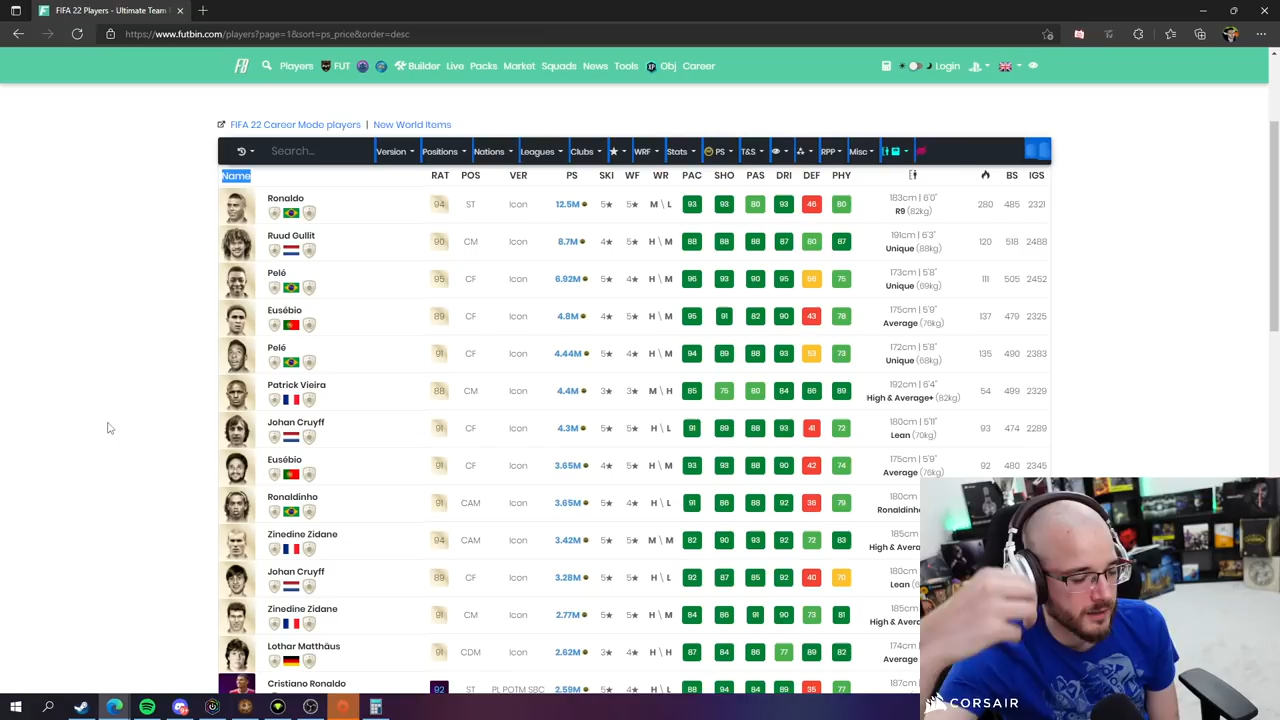 FIFA 22 Players - Ultimate Team
https://www.futbin.com/players?page=1&sort=ps_price&order=desc
FB Players FUT Builder Live Packs Market Squads News Tools Obj Career Login
FIFA 22 Career Mode players | New World Items
Search... Version Positions Nations Leagues Clubs WRF Stats PS T&S RPP Misc
Name RAT POS VER PS SKI WF WR PAC SHO PAS DRI DEF PHY BS IGS
Ronaldo 94 ST Icon 12.5M 5★ 5★ M \ L 93 93 80 93 46 80 183cm | 6'0" R9 (82kg) 280 485 2321
Ruud Gullit 90 CM Icon 8.7M 4★ 5★ H \ M 88 88 88 87 80 87 191cm | 6'3" Unique (88kg) 120 518 2488
Pelé 95 CF Icon 6.92M 5★ 4★ H \ M 96 93 90 95 66 75 173cm | 5'8" Unique (69kg) 111 505 2452
Eusébio 89 CF Icon 4.8M 4★ 5★ H \ M 95 91 82 90 43 78 175cm | 5'9" Average (76kg) 137 479 2325
Pelé 91 CF Icon 4.44M 5★ 4★ H \ M 94 89 88 93 53 73 172cm | 5'8" Unique (68kg) 135 490 2383
Patrick Vieira 88 CM Icon 4.4M 3★ 3★ M \ H 85 75 80 84 86 89 192cm | 6'4" High & Average+ (82kg) 54 499 2329
Johan Cruyff 91 CF Icon 4.3M 5★ 5★ H \ L 91 89 88 93 41 72 180cm | 5'11" Lean (70kg) 93 474 2289
Eusébio 91 CF Icon 3.65M 4★ 5★ H \ M 93 93 88 90 42 74 175cm | 5'9" Average (76kg) 92 480 2345
Ronaldinho 91 CAM Icon 3.65M 5★ 4★ H \ L 91 86 88 92 36 79 180cm Ronaldinh
Zinedine Zidane 94 CAM Icon 3.42M 5★ 5★ M \ M 82 90 93 92 72 83 185cm High & Avera
Johan Cruyff 89 CF Icon 3.28M 5★ 5★ H \ L 92 87 85 92 40 70 180cm Lean (6
Zinedine Zidane 91 CM Icon 2.77M 5★ 5★ H \ M 84 86 91 90 73 81 185cm High & Avera
Lothar Matthäus 91 CDM Icon 2.62M 3★ 4★ H \ H 87 84 86 77 89 82 174cm Average
Cristiano Ronaldo 92 ST PL POTM SBC 2.59M 5★ 4★ H \ L 88 94 84 89 35 77 187cm
CORSAIR